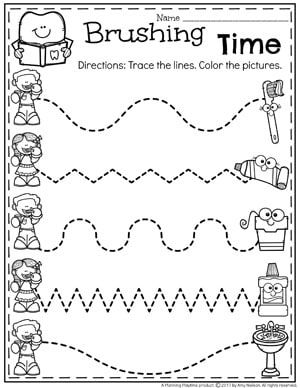 Name
Brushing
Time
Directions: Trace the lines. Color the pictures.
A Planning Playtime product © 2017 by Amy Nielson. All rights reserved.